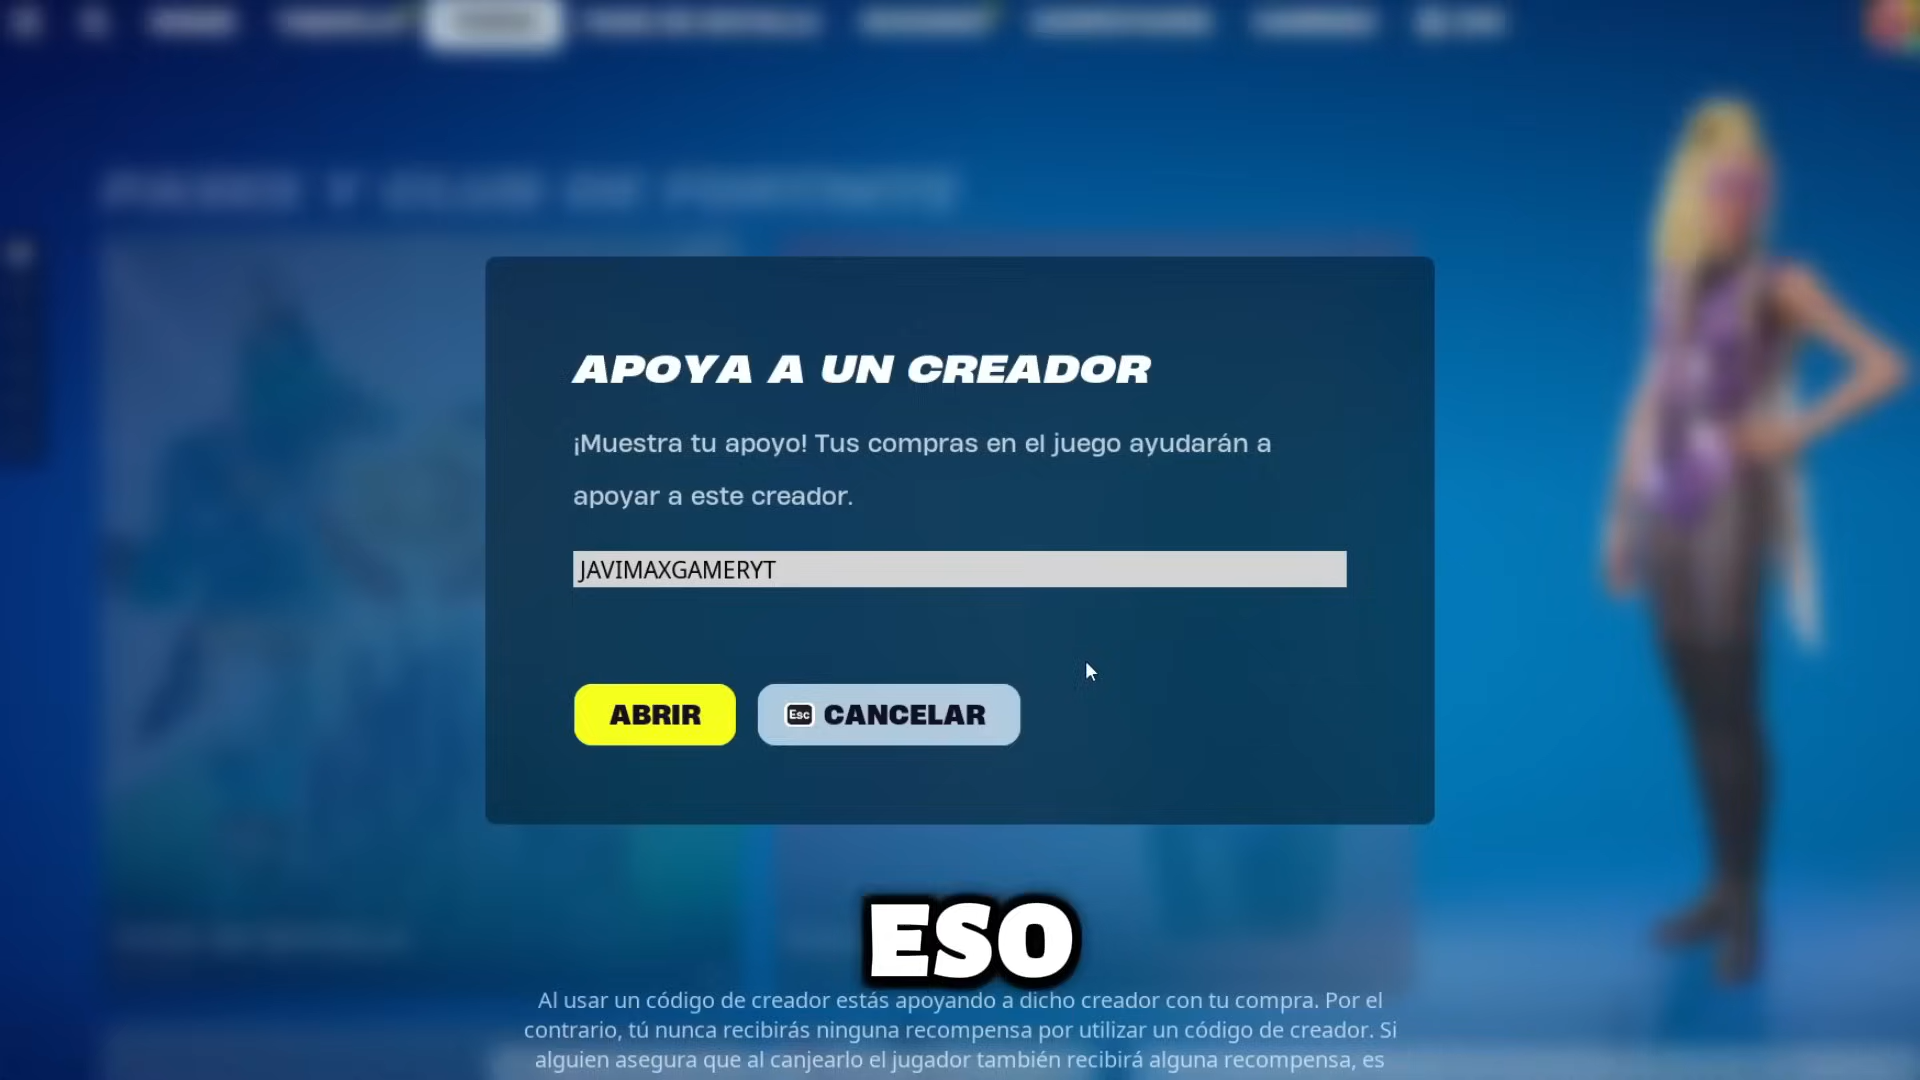 APOYA A UN CREADOR
¡Muestra tu apoyo! Tus compras en el juego ayudarán a
apoyar a este creador.
JAVIMAXGAMERYT
ABRIR
Esc CANCELAR
ESO
Al usar un código de creador estás apoyando a dicho creador con tu compra. Por el
contrario, tú nunca recibirás ninguna recompensa por utilizar un código de creador. Si
alguien asegura que al canjearlo el jugador también recibirá alguna recompensa, es